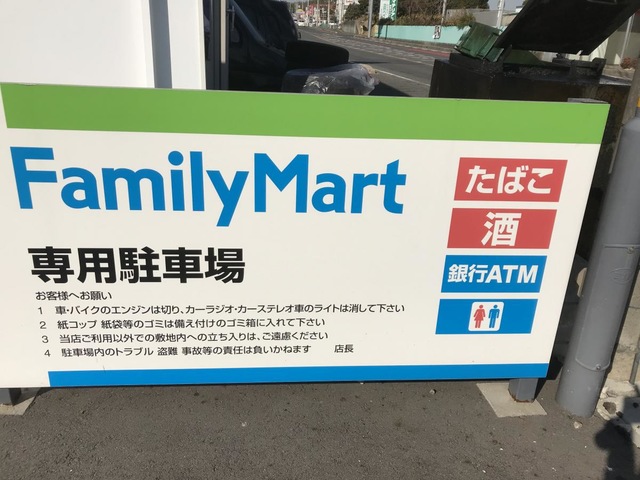 FamilyMart
専用駐車場
お客様へお願い
1 車・バイクのエンジンは切り、カーラジオ・カーステレオ車のライトは消して下さい
2 紙コップ 紙袋等のゴミは備え付けのゴミ箱に入れて下さい
3 当店ご利用以外での敷地内への立ち入りは、ご遠慮ください
4 駐車場内のトラブル 盗難 事故等の責任は負いかねます 店長
たばこ
酒
銀行ATM